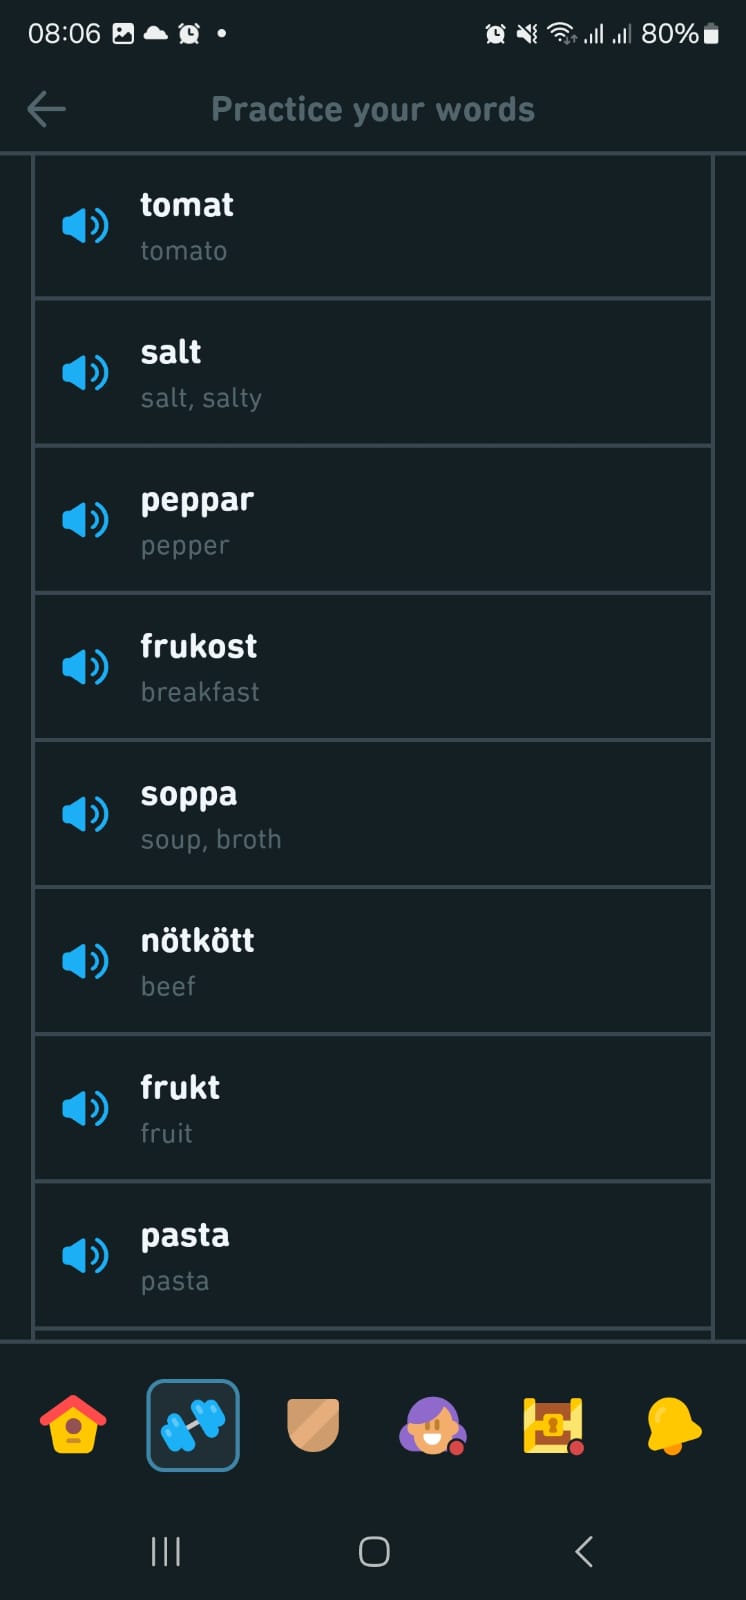 08:06
80%
Practice your words
tomat
tomato
salt
salt, salty
peppar
pepper
frukost
breakfast
soppa
soup, broth
nötkött
beef
frukt
fruit
pasta
pasta